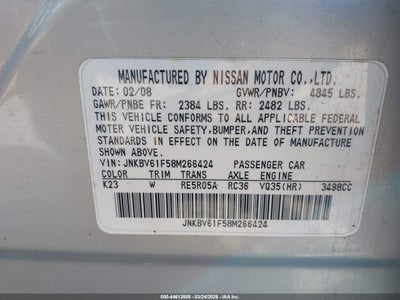 MANUFACTURED BY NISSAN MOTOR CO.,LTD.
DATE: 02/08 GVWR/PNBV: 4845 LBS.
GAWR/PNBE FR: 2384 LBS. RR: 2482 LBS.
THIS VEHICLE CONFORMS TO ALL APPLICABLE FEDERAL
MOTOR VEHICLE SAFETY,BUMPER,AND THEFT PREVENTION
STANDARDS IN EFFECT ON THE DATE OF MANUFACTURE
SHOWN ABOVE.
VIN: JNKBV61F58M266424 PASSENGER CAR
COLOR TRIM TRANS AXLE ENGINE
K23 W RE5R05A RC36 VQ35(HR) 3498CC
JNKBV61F58M266424
000-44612559 - 03/24/2026 - IAA